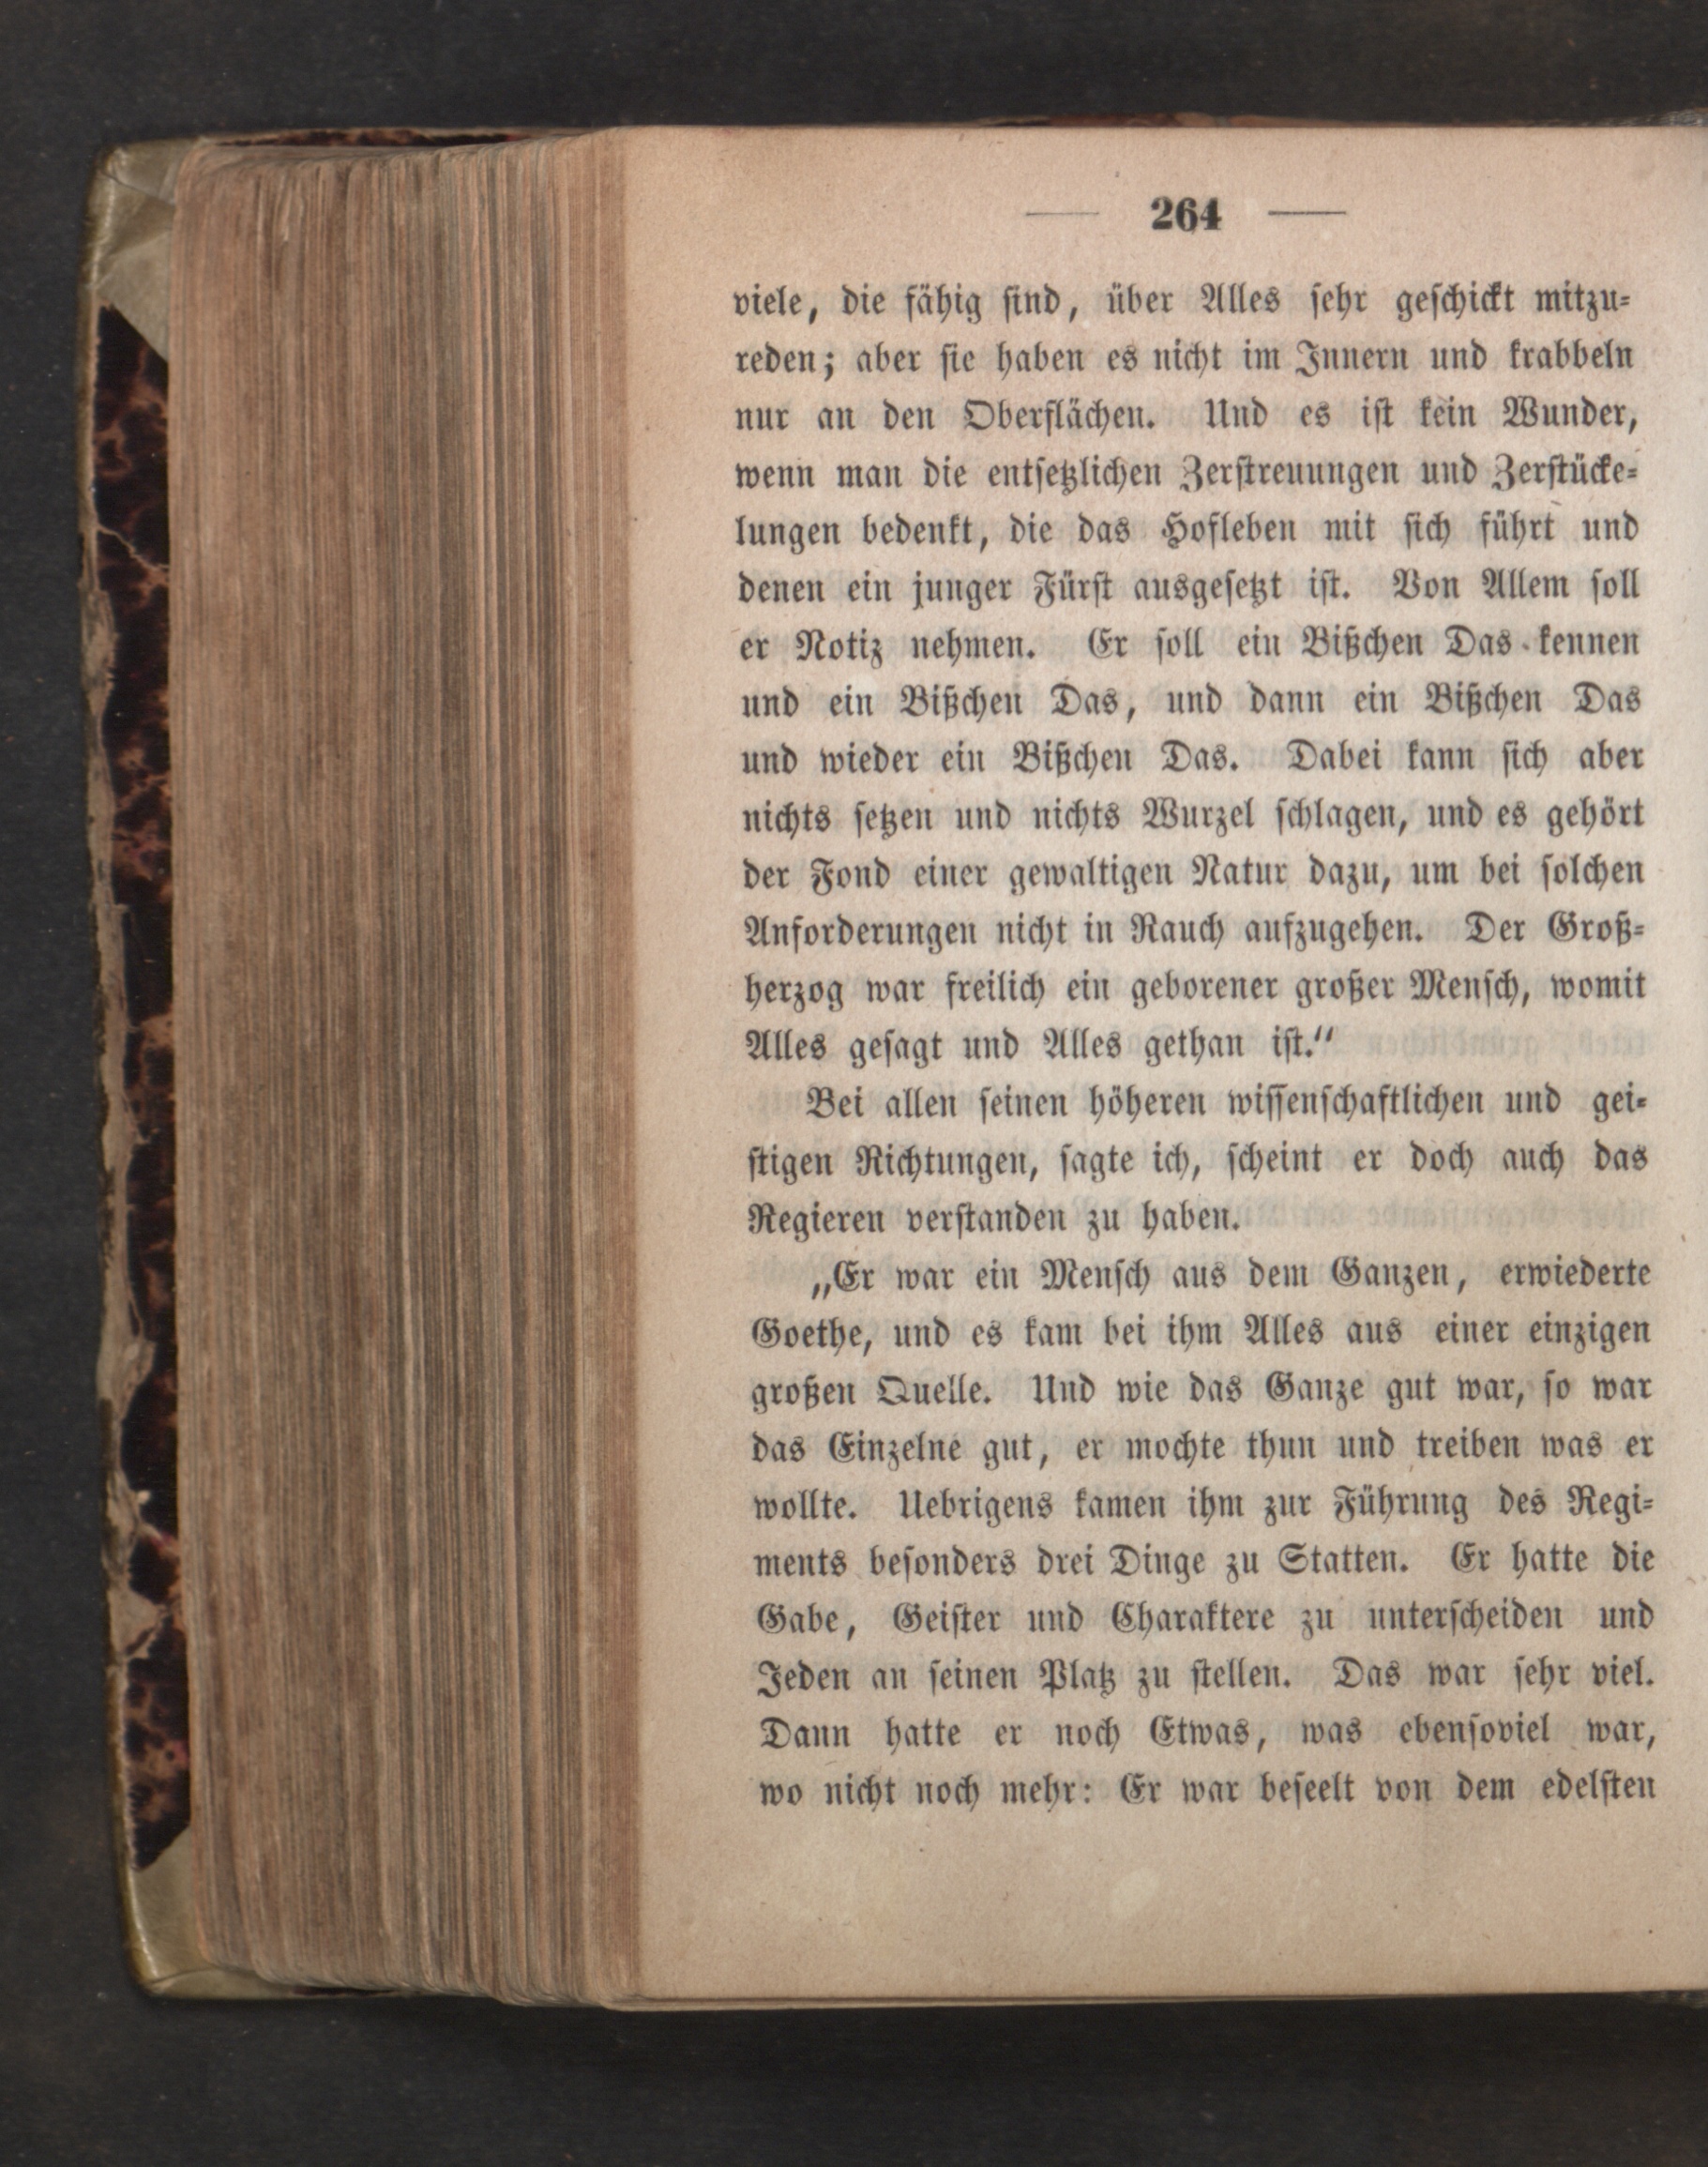 — 264 —
viele, die fähig sind, über Alles sehr geschickt mitzu-
reden; aber sie haben es nicht im Innern und krabbeln
nur an den Oberflächen. Und es ist kein Wunder,
wenn man die entsetzlichen Zerstreuungen und Zerstücke-
lungen bedenkt, die das Hofleben mit sich führt und
denen ein junger Fürst ausgesetzt ist. Von Allem soll
er Notiz nehmen. Er soll ein Bißchen Das kennen
und ein Bißchen Das, und dann ein Bißchen Das
und wieder ein Bißchen Das. Dabei kann sich aber
nichts setzen und nichts Wurzel schlagen, und es gehört
der Fond einer gewaltigen Natur dazu, um bei solchen
Anforderungen nicht in Rauch aufzugehen. Der Groß-
herzog war freilich ein geborener großer Mensch, womit
Alles gesagt und Alles gethan ist.“
Bei allen seinen höheren wissenschaftlichen und gei-
stigen Richtungen, sagte ich, scheint er doch auch das
Regieren verstanden zu haben.
„Er war ein Mensch aus dem Ganzen, erwiederte
Goethe, und es kam bei ihm Alles aus einer einzigen
großen Quelle. Und wie das Ganze gut war, so war
das Einzelne gut, er mochte thun und treiben was er
wollte. Uebrigens kamen ihm zur Führung des Regi-
ments besonders drei Dinge zu Statten. Er hatte die
Gabe, Geister und Charaktere zu unterscheiden und
Jeden an seinen Platz zu stellen. Das war sehr viel.
Dann hatte er noch Etwas, was ebensoviel war,
wo nicht noch mehr: Er war beseelt von dem edelsten